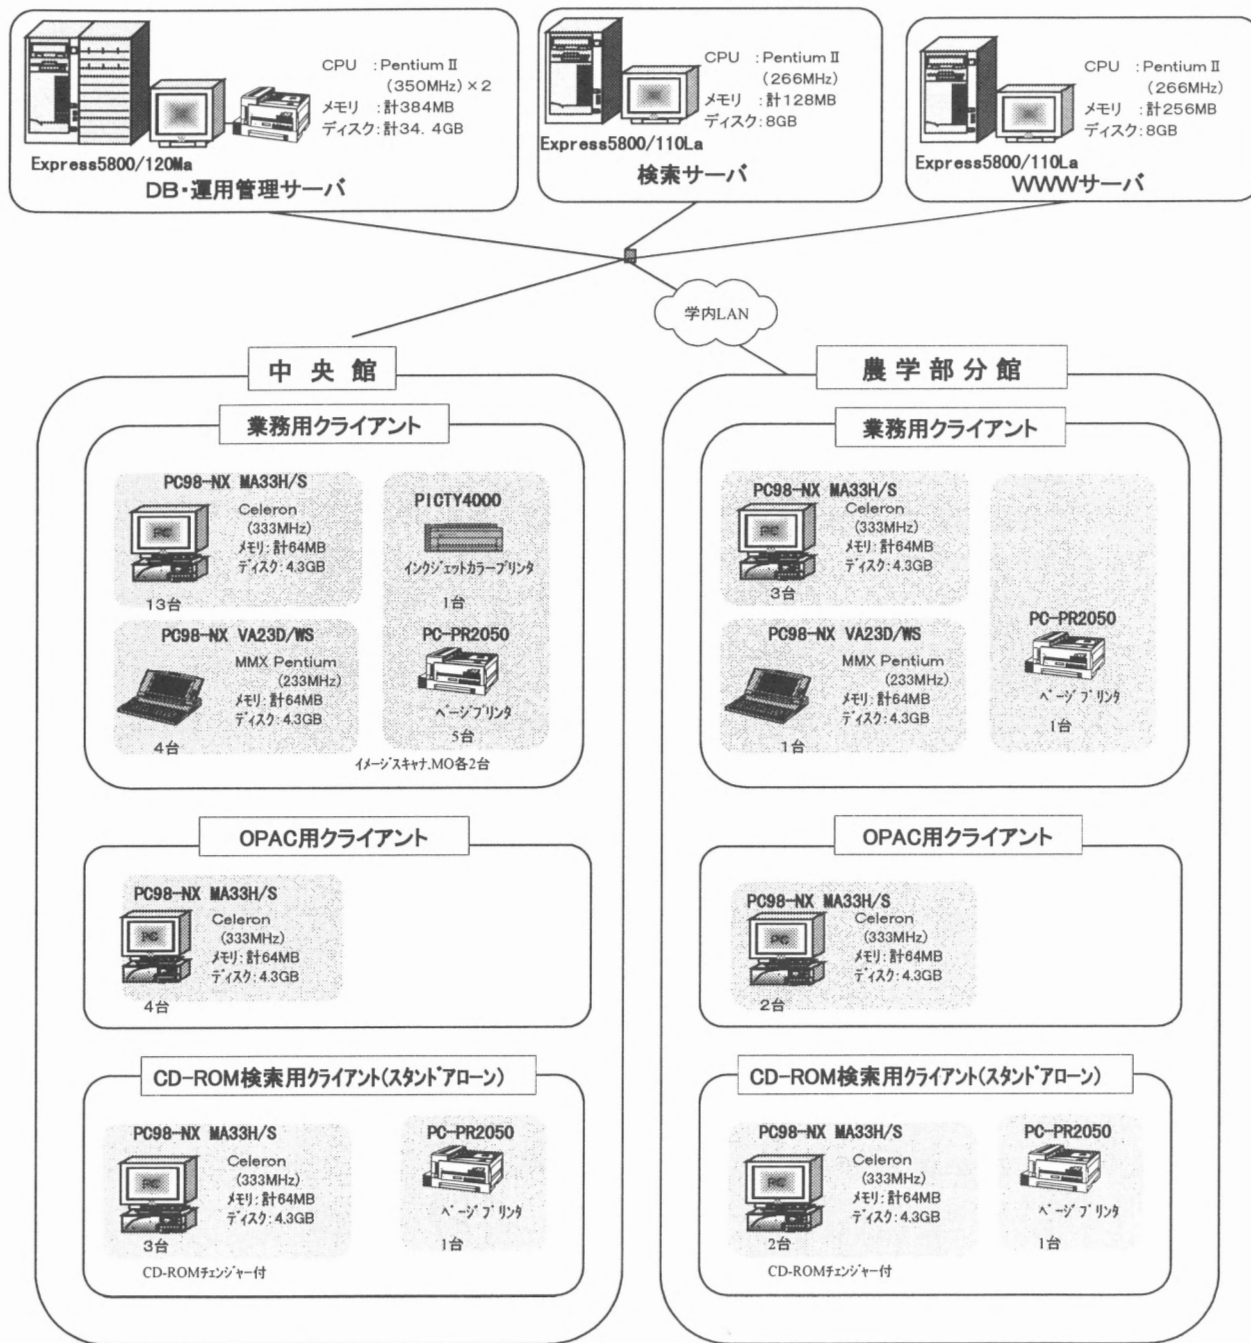 CPU :PentiumⅡ
(350MHz)×2
メモリ :計384MB
ディスク:計34.4GB
Express5800/120Ma
DB・運用管理サーバ
CPU :PentiumⅡ
(266MHz)
メモリ :計128MB
ディスク:8GB
Express5800/110La
検索サーバ
CPU :PentiumⅡ
(266MHz)
メモリ :計256MB
ディスク:8GB
Express5800/110La
WWWサーバ
学内LAN
中央館
業務用クライアント
PC98-NX MA33H/S
PC
Celeron
(333MHz)
メモリ:計64MB
ディスク:4.3GB
13台
PICTY4000
インクジェットカラープリンタ
1台
PC98-NX VA23D/WS
MMX Pentium
(233MHz)
メモリ:計64MB
ディスク:4.3GB
4台
PC-PR2050
ページプリンタ
5台
イメージスキャナ,MO各2台
OPAC用クライアント
PC98-NX MA33H/S
PC
Celeron
(333MHz)
メモリ:計64MB
ディスク:4.3GB
4台
CD-ROM検索用クライアント(スタンドアローン)
PC98-NX MA33H/S
PC
Celeron
(333MHz)
メモリ:計64MB
ディスク:4.3GB
3台
CD-ROMチェンジャー付
PC-PR2050
ページプリンタ
1台
農学部分館
業務用クライアント
PC98-NX MA33H/S
PC
Celeron
(333MHz)
メモリ:計64MB
ディスク:4.3GB
3台
PC98-NX VA23D/WS
MMX Pentium
(233MHz)
メモリ:計64MB
ディスク:4.3GB
1台
PC-PR2050
ページプリンタ
1台
OPAC用クライアント
PC98-NX MA33H/S
PC
Celeron
(333MHz)
メモリ:計64MB
ディスク:4.3GB
2台
CD-ROM検索用クライアント(スタンドアローン)
PC98-NX MA33H/S
PC
Celeron
(333MHz)
メモリ:計64MB
ディスク:4.3GB
2台
CD-ROMチェンジャー付
PC-PR2050
ページプリンタ
1台